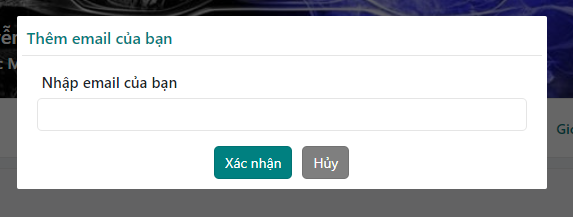 Thêm email của bạn
Nhập email của bạn
Xác nhận
Hủy